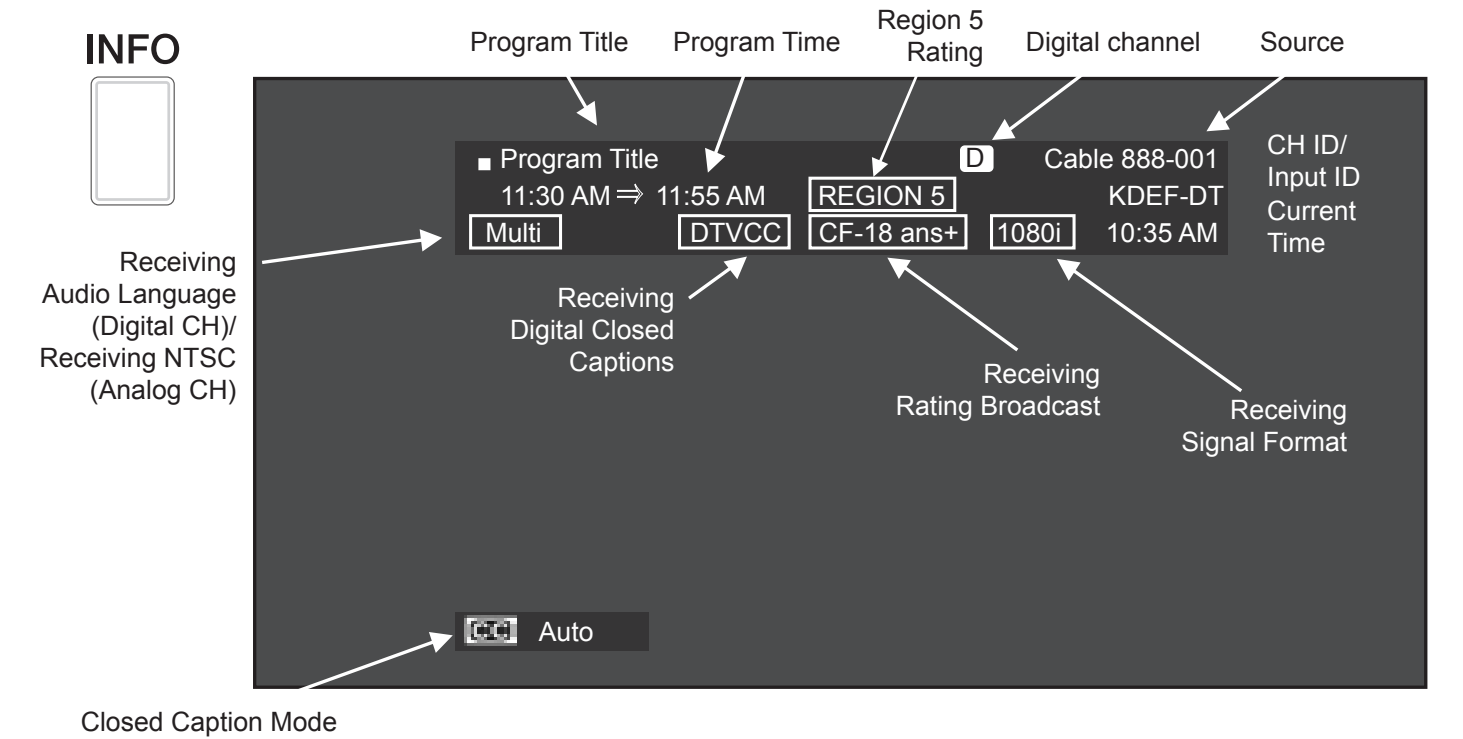 INFO
Program Title
Program Time
Region 5
Rating
Digital channel
Source
Program Title
D
Cable 888-001
11:30 AM ⇒ 11:55 AM
REGION 5
KDEF-DT
Multi
DTVCC
CF-18 ans+
1080i
10:35 AM
CH ID/
Input ID
Current
Time
Receiving
Audio Language
(Digital CH)/
Receiving NTSC
(Analog CH)
Receiving
Digital Closed
Captions
Receiving
Rating Broadcast
Receiving
Signal Format
Auto
Closed Caption Mode